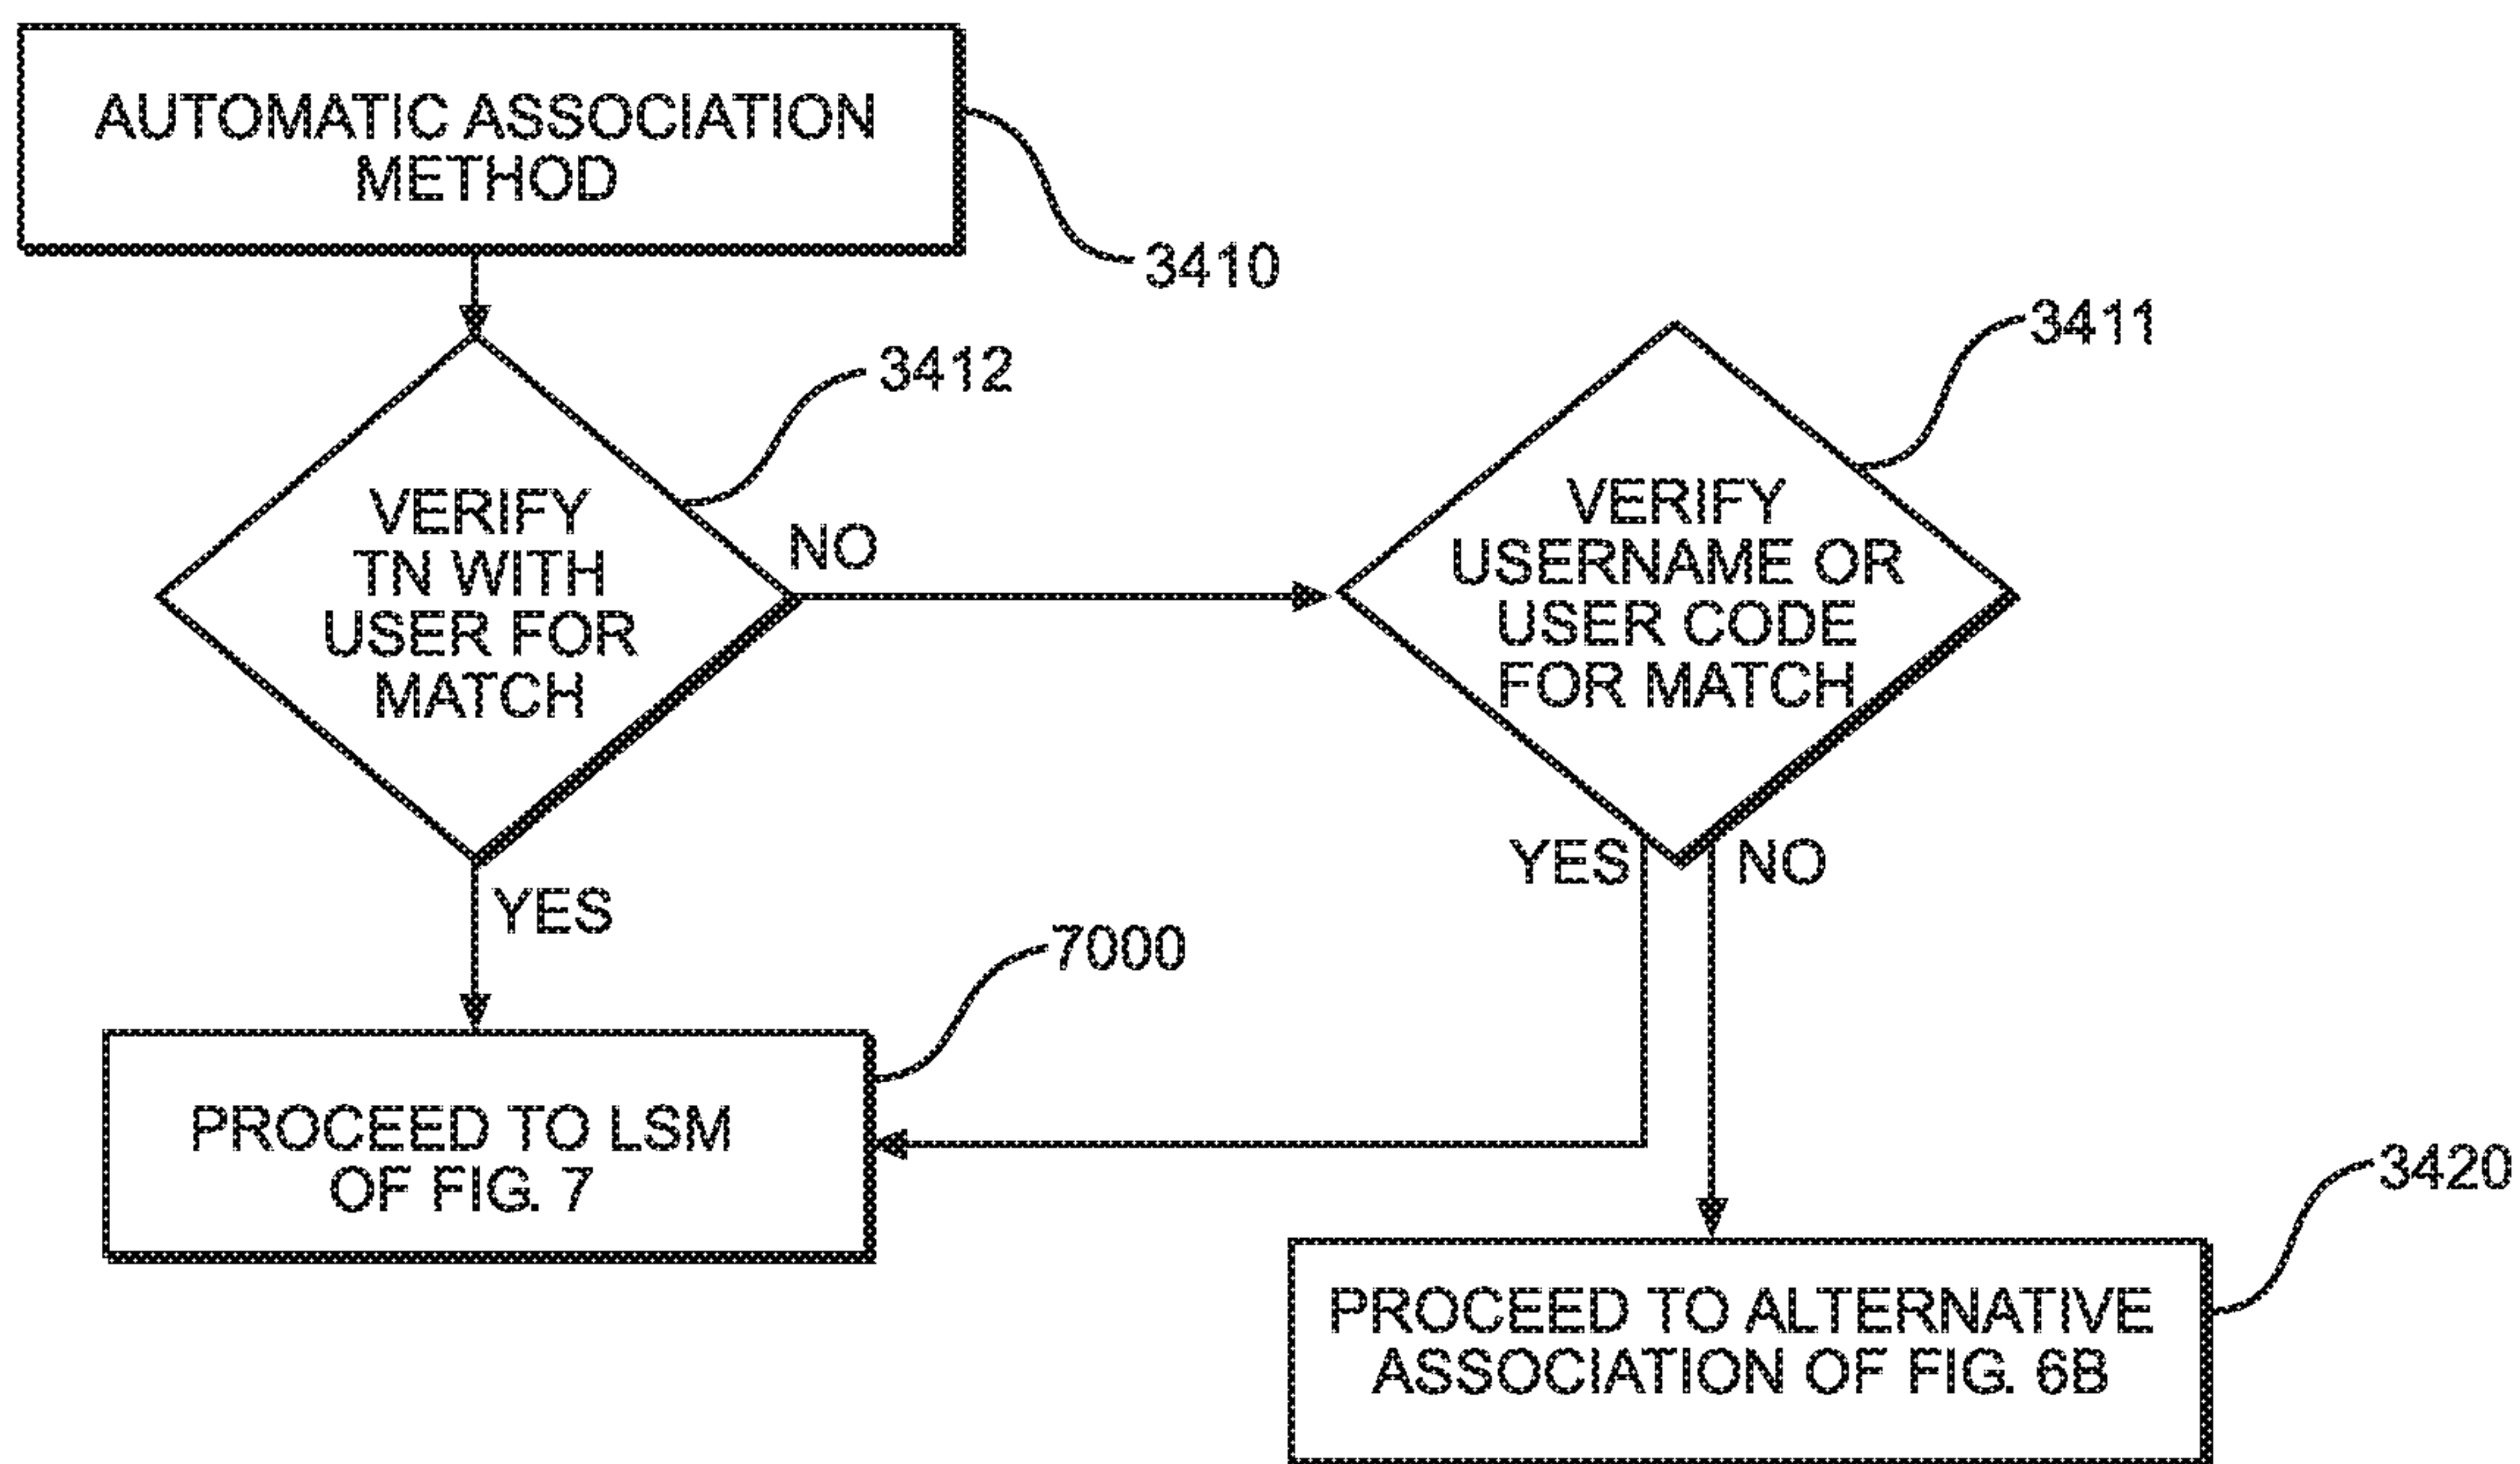 AUTOMATIC ASSOCIATION
METHOD
3410
3412
VERIFY
TN WITH
USER FOR
MATCH
NO
YES
3411
VERIFY
USERNAME OR
USER CODE
FOR MATCH
YES
NO
7000
PROCEED TO LSM
OF FIG. 7
3420
PROCEED TO ALTERNATIVE
ASSOCIATION OF FIG. 6B